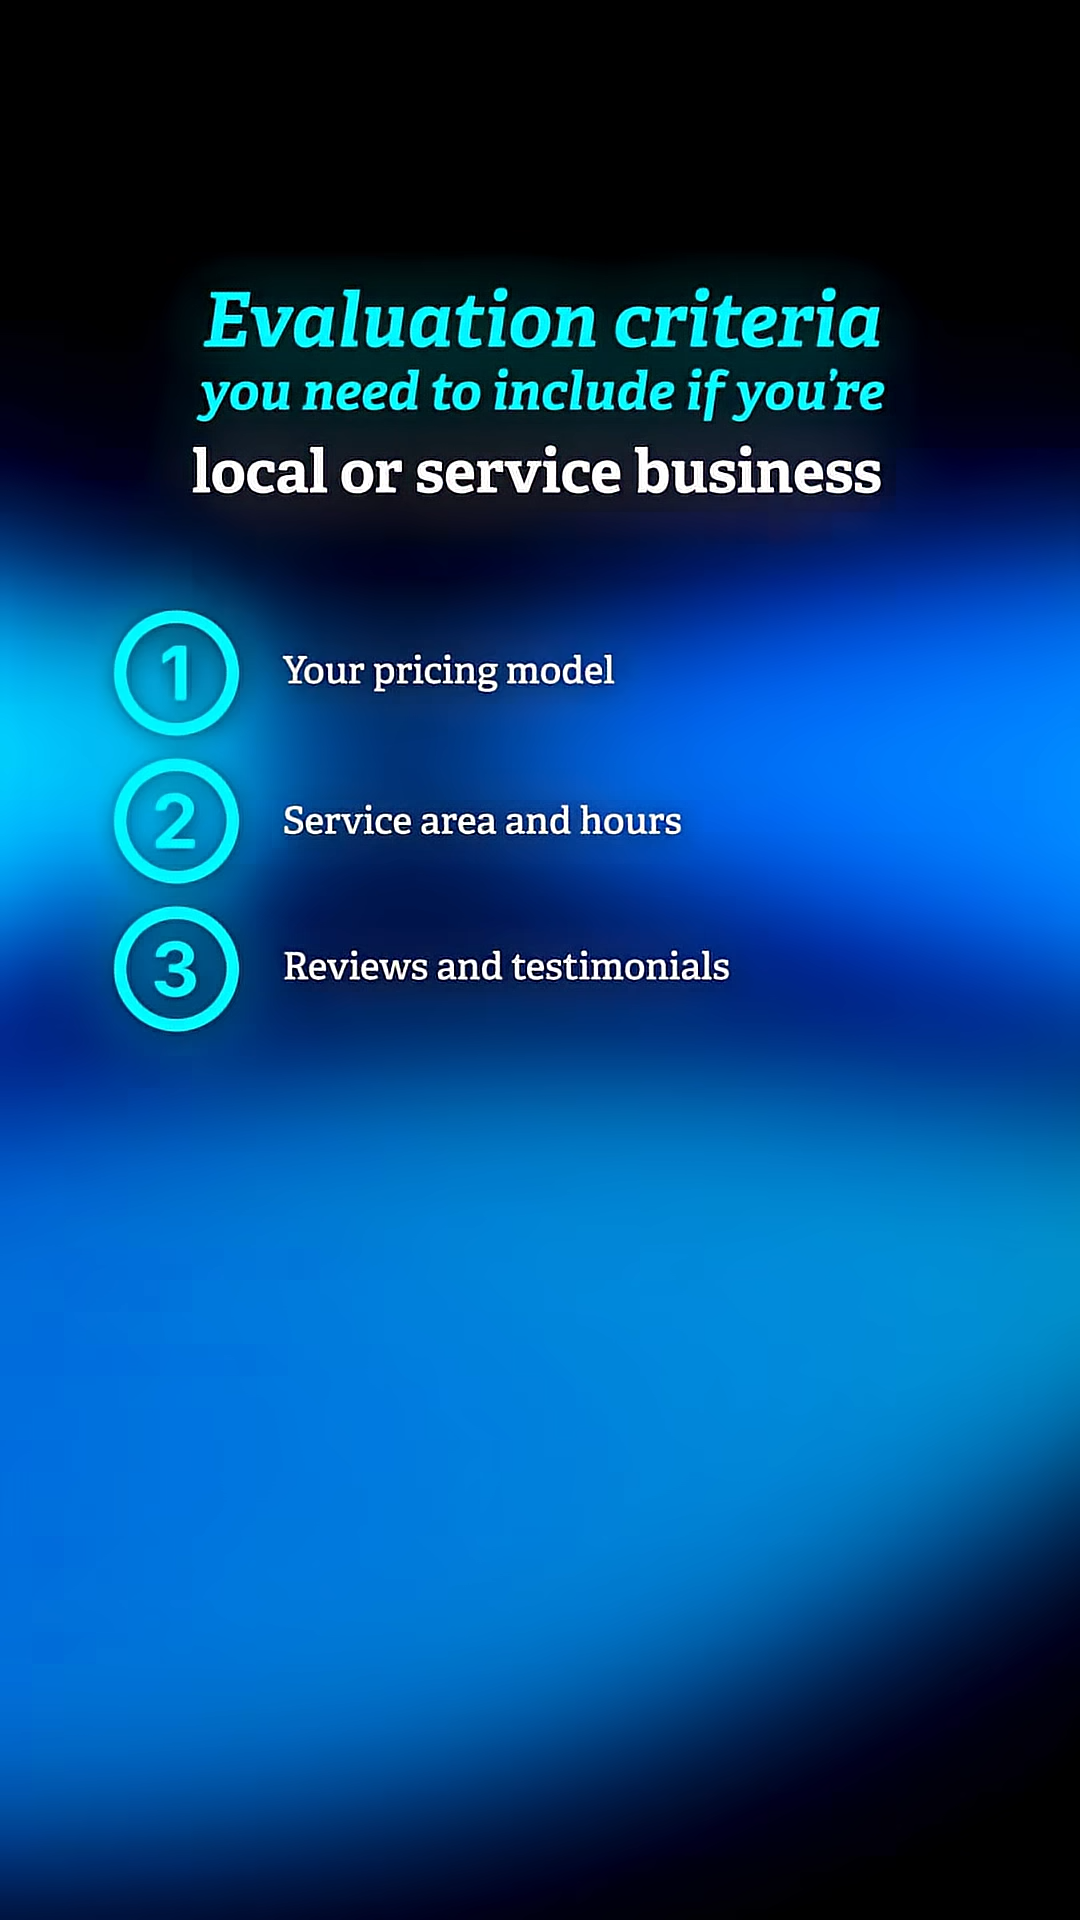 Evaluation criteria
you need to include if you're
local or service business
1 Your pricing model
2 Service area and hours
3 Reviews and testimonials